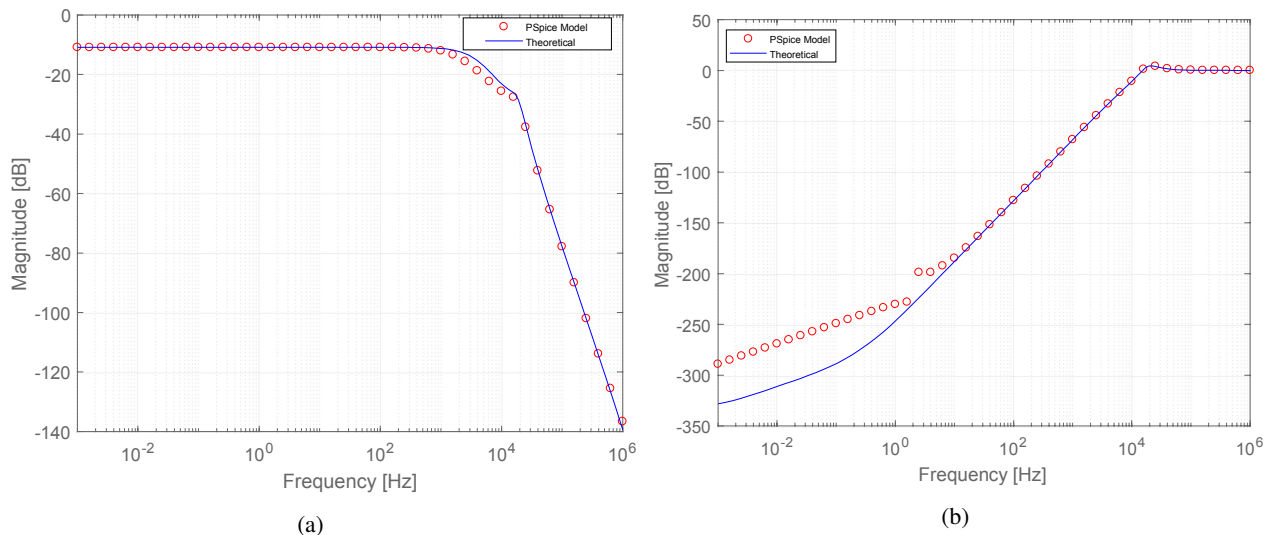 0
-20
-40
-60
-80
-100
-120
-140
Magnitude [dB]
PSpice Model
Theoretical
10^-2
10^0
10^2
10^4
10^6
Frequency [Hz]
(a)
50
0
-50
-100
-150
-200
-250
-300
-350
Magnitude [dB]
PSpice Model
Theoretical
10^-2
10^0
10^2
10^4
10^6
Frequency [Hz]
(b)